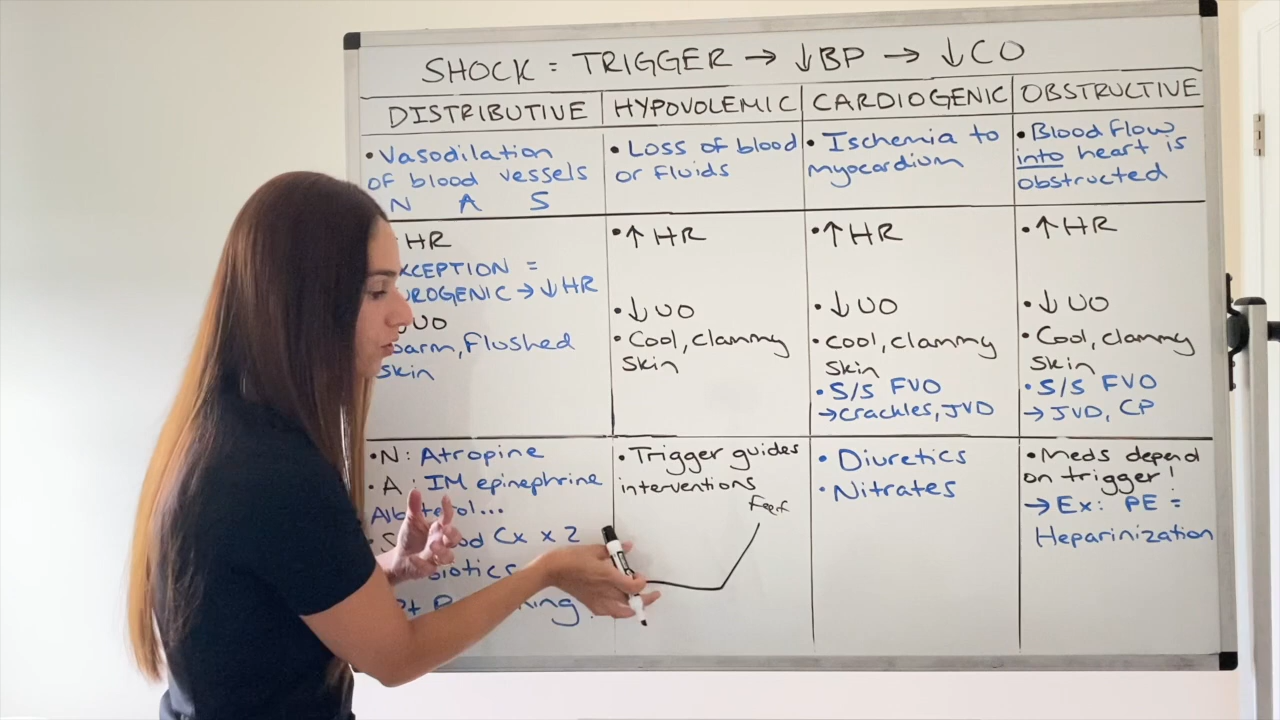 SHOCK = TRIGGER → ↓BP → ↓CO
DISTRIBUTIVE
HYPOVOLEMIC
CARDIOGENIC
OBSTRUCTIVE
• Vasodilation
of blood vessels
N A S
• Loss of blood
or fluids
• Ischemia to
myocardium
• Blood flow
into heart is
obstructed
HR
XCEPTION =
ROGENIC → ↓HR
UO
arm, Flushed
skin
• ↑ HR
• ↓ UO
• Cool, clammy
skin
• ↑ HR
• ↓ UO
• cool, clammy
skin
• S/S FVO
→ crackles, JVD
• ↑ HR
• ↓ UO
• Cool, clammy
skin
• S/S FVO
→ JVD, CP
• N: Atropine
• A: IM epinephrine
Cx x 2
• Trigger guides
interventions
• Diuretics
• Nitrates
• Meds depend
on trigger!
→ Ex: PE =
Heparinization